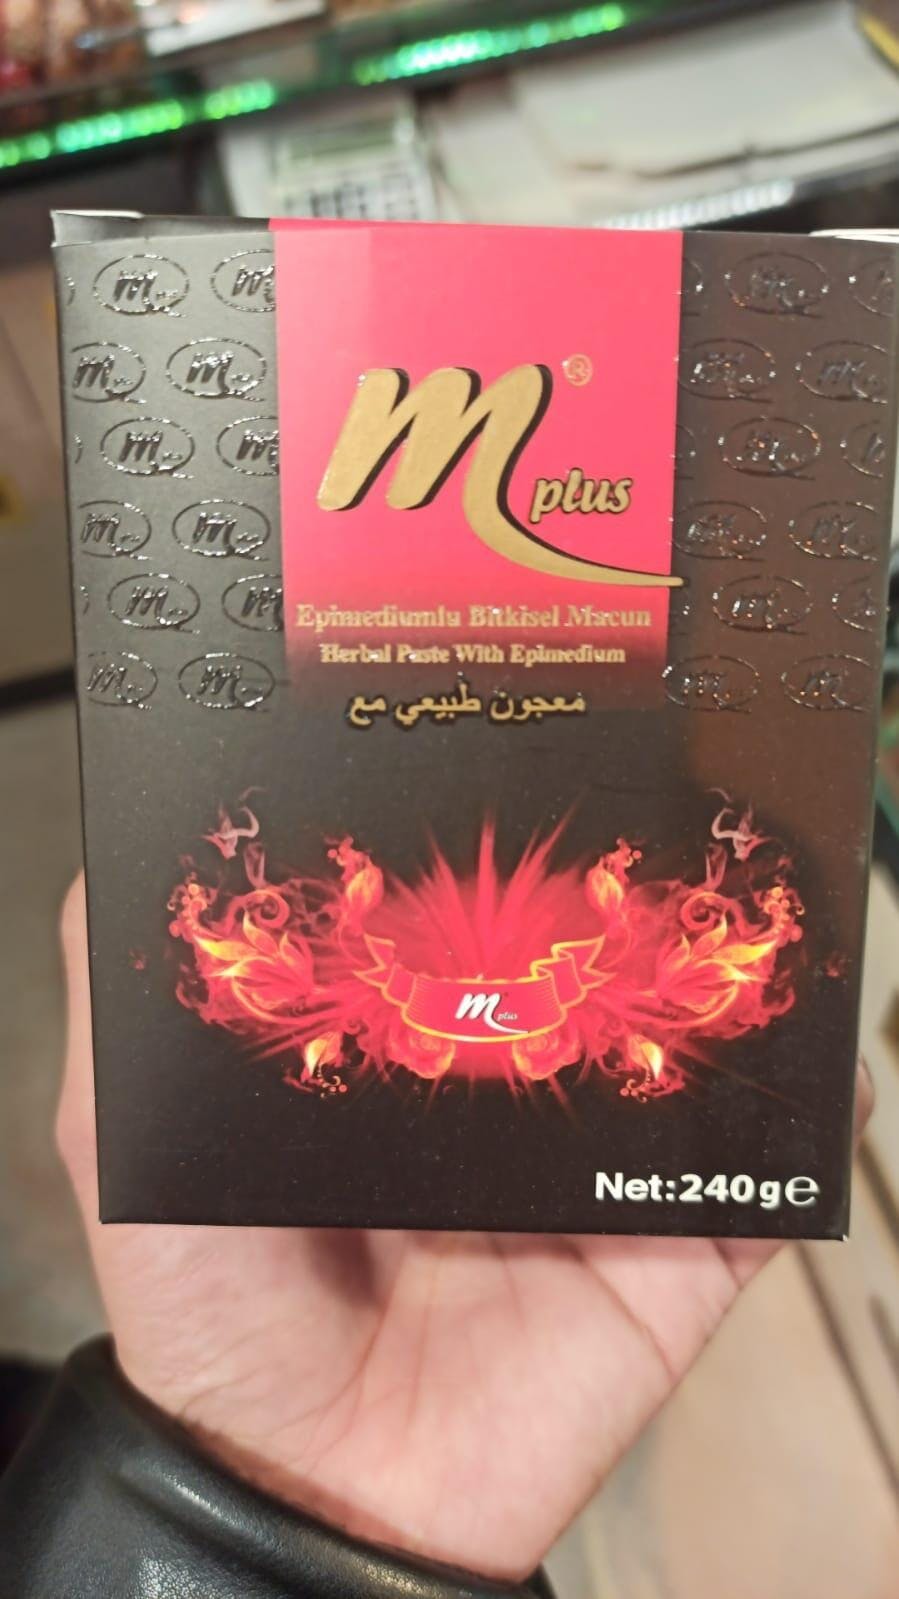 m®
plus
Epimediumlu Bitkisel Macun
Herbal Paste With Epimedium
معجون طبيعي مع
m plus
Net:240g℮